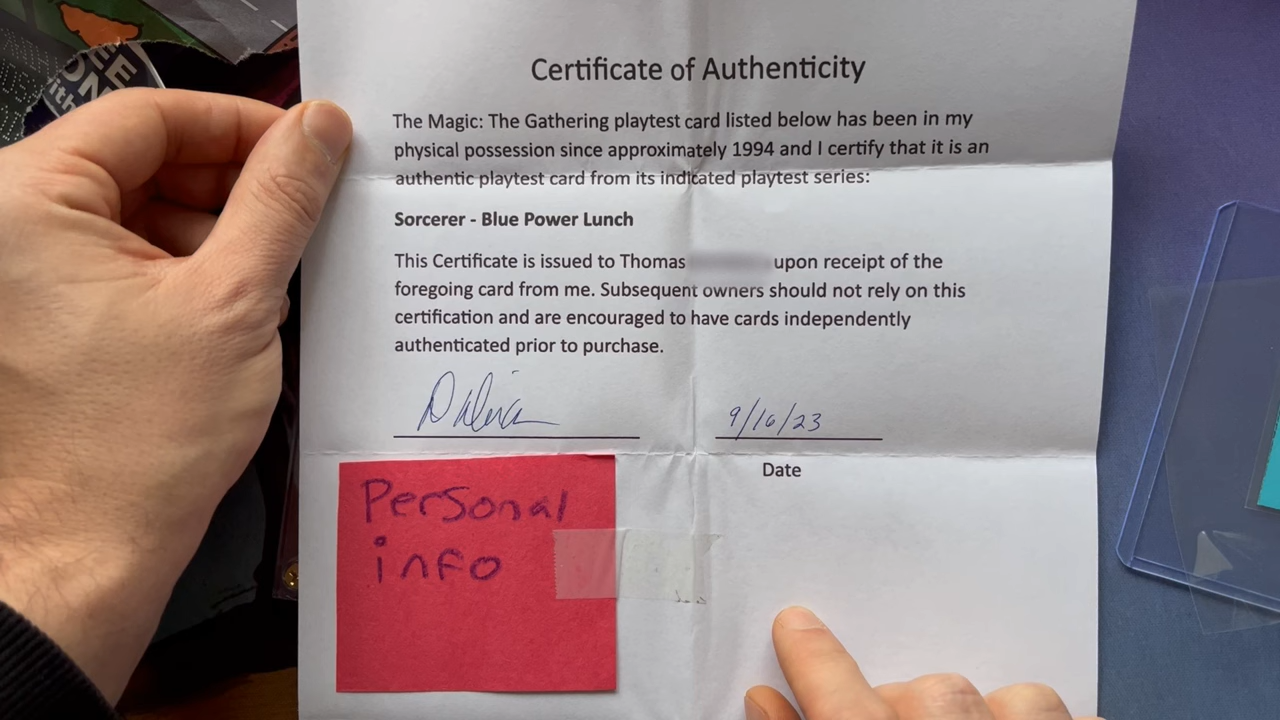 Certificate of Authenticity
The Magic: The Gathering playtest card listed below has been in my
physical possession since approximately 1994 and I certify that it is an
authentic playtest card from its indicated playtest series:
Sorcerer - Blue Power Lunch
This Certificate is issued to Thomas upon receipt of the
foregoing card from me. Subsequent owners should not rely on this
certification and are encouraged to have cards independently
authenticated prior to purchase.
9/16/23
Date
Personal
info